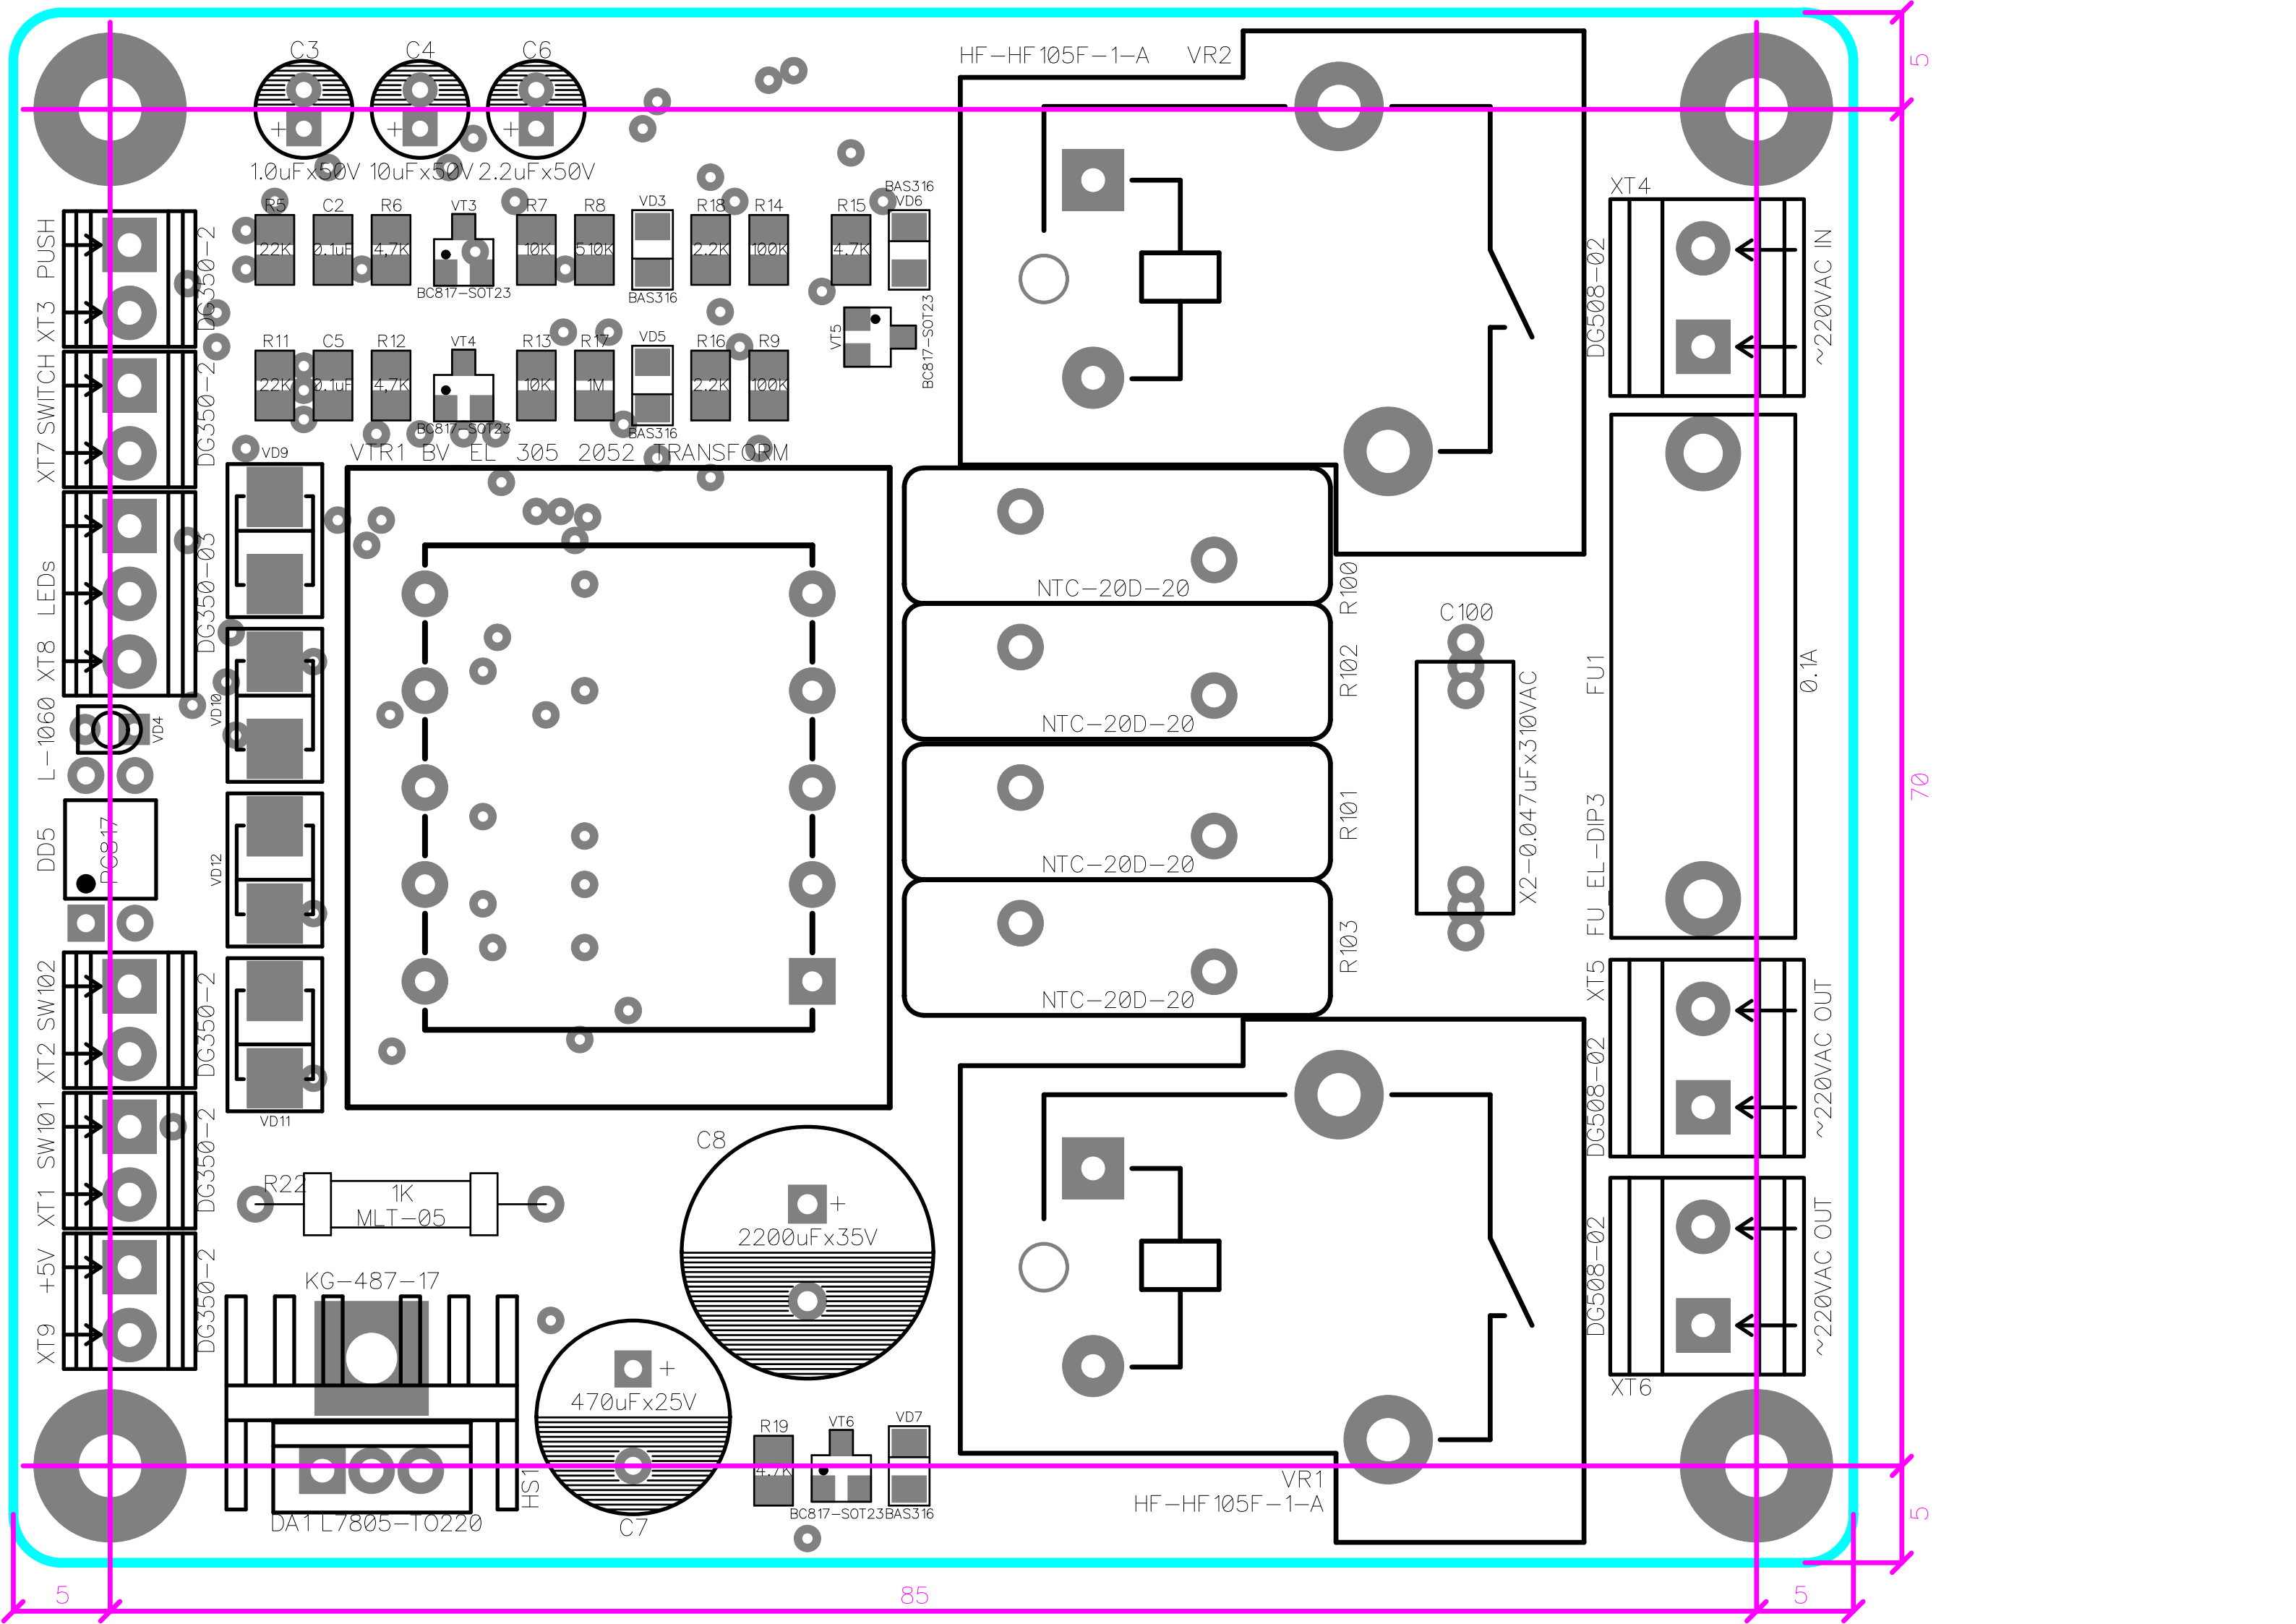 C3
C4
C6
HF-HF105F-1-A VR2
+
+
+
1.0uFx50V
10uFx50V
2.2uFx50V
5
XT4
R5
C2
R6
VT3
R7
R8
VD3
R18
R14
R15
BAS316
VD6
22K
0.1uF
4,7K
10K
510K
2.2K
100K
4.7K
BC817-SOT23
BAS316
XT3 PUSH
DG350-2
VT5
BC817-SOT23
DG508-02
~220VAC IN
R11
C5
R12
VT4
R13
R17
VD5
R16
R9
22K
0.1uF
4,7K
10K
1M
2.2K
100K
BC817-SOT23
BAS316
XT7 SWITCH
DG350-2
VD9
VTR1 BV EL 305 2052 TRANSFORM
XT8 LEDs
DG350-03
NTC-20D-20
R100
C100
NTC-20D-20
R102
FU1
0.1A
VD10
L-1060
VD4
X2-0.047uFx310VAC
70
NTC-20D-20
R101
DD5
PC817
VD12
FU_EL-DIP3
NTC-20D-20
R103
XT2 SW102
DG350-2
XT5
DG508-02
~220VAC OUT
VD11
XT1 SW101
DG350-2
C8
R22
1K
MLT-05
+
2200uFx35V
XT9 +5V
DG350-2
KG-487-17
DG508-02
~220VAC OUT
+
470uFx25V
XT6
R19
VT6
VD7
4.7K
BC817-SOT23
BAS316
HS1
DA1 L7805-TO220
C7
VR1
HF-HF105F-1-A
5
5
85
5